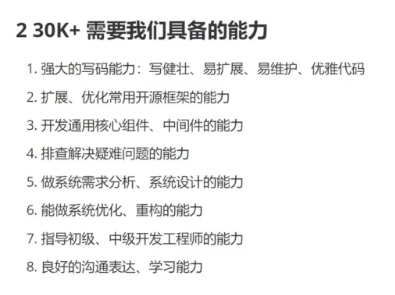 2 30K+ 需要我们具备的能力
1. 强大的写码能力：写健壮、易扩展、易维护、优雅代码
2. 扩展、优化常用开源框架的能力
3. 开发通用核心组件、中间件的能力
4. 排查解决疑难问题的能力
5. 做系统需求分析、系统设计的能力
6. 能做系统优化、重构的能力
7. 指导初级、中级开发工程师的能力
8. 良好的沟通表达、学习能力